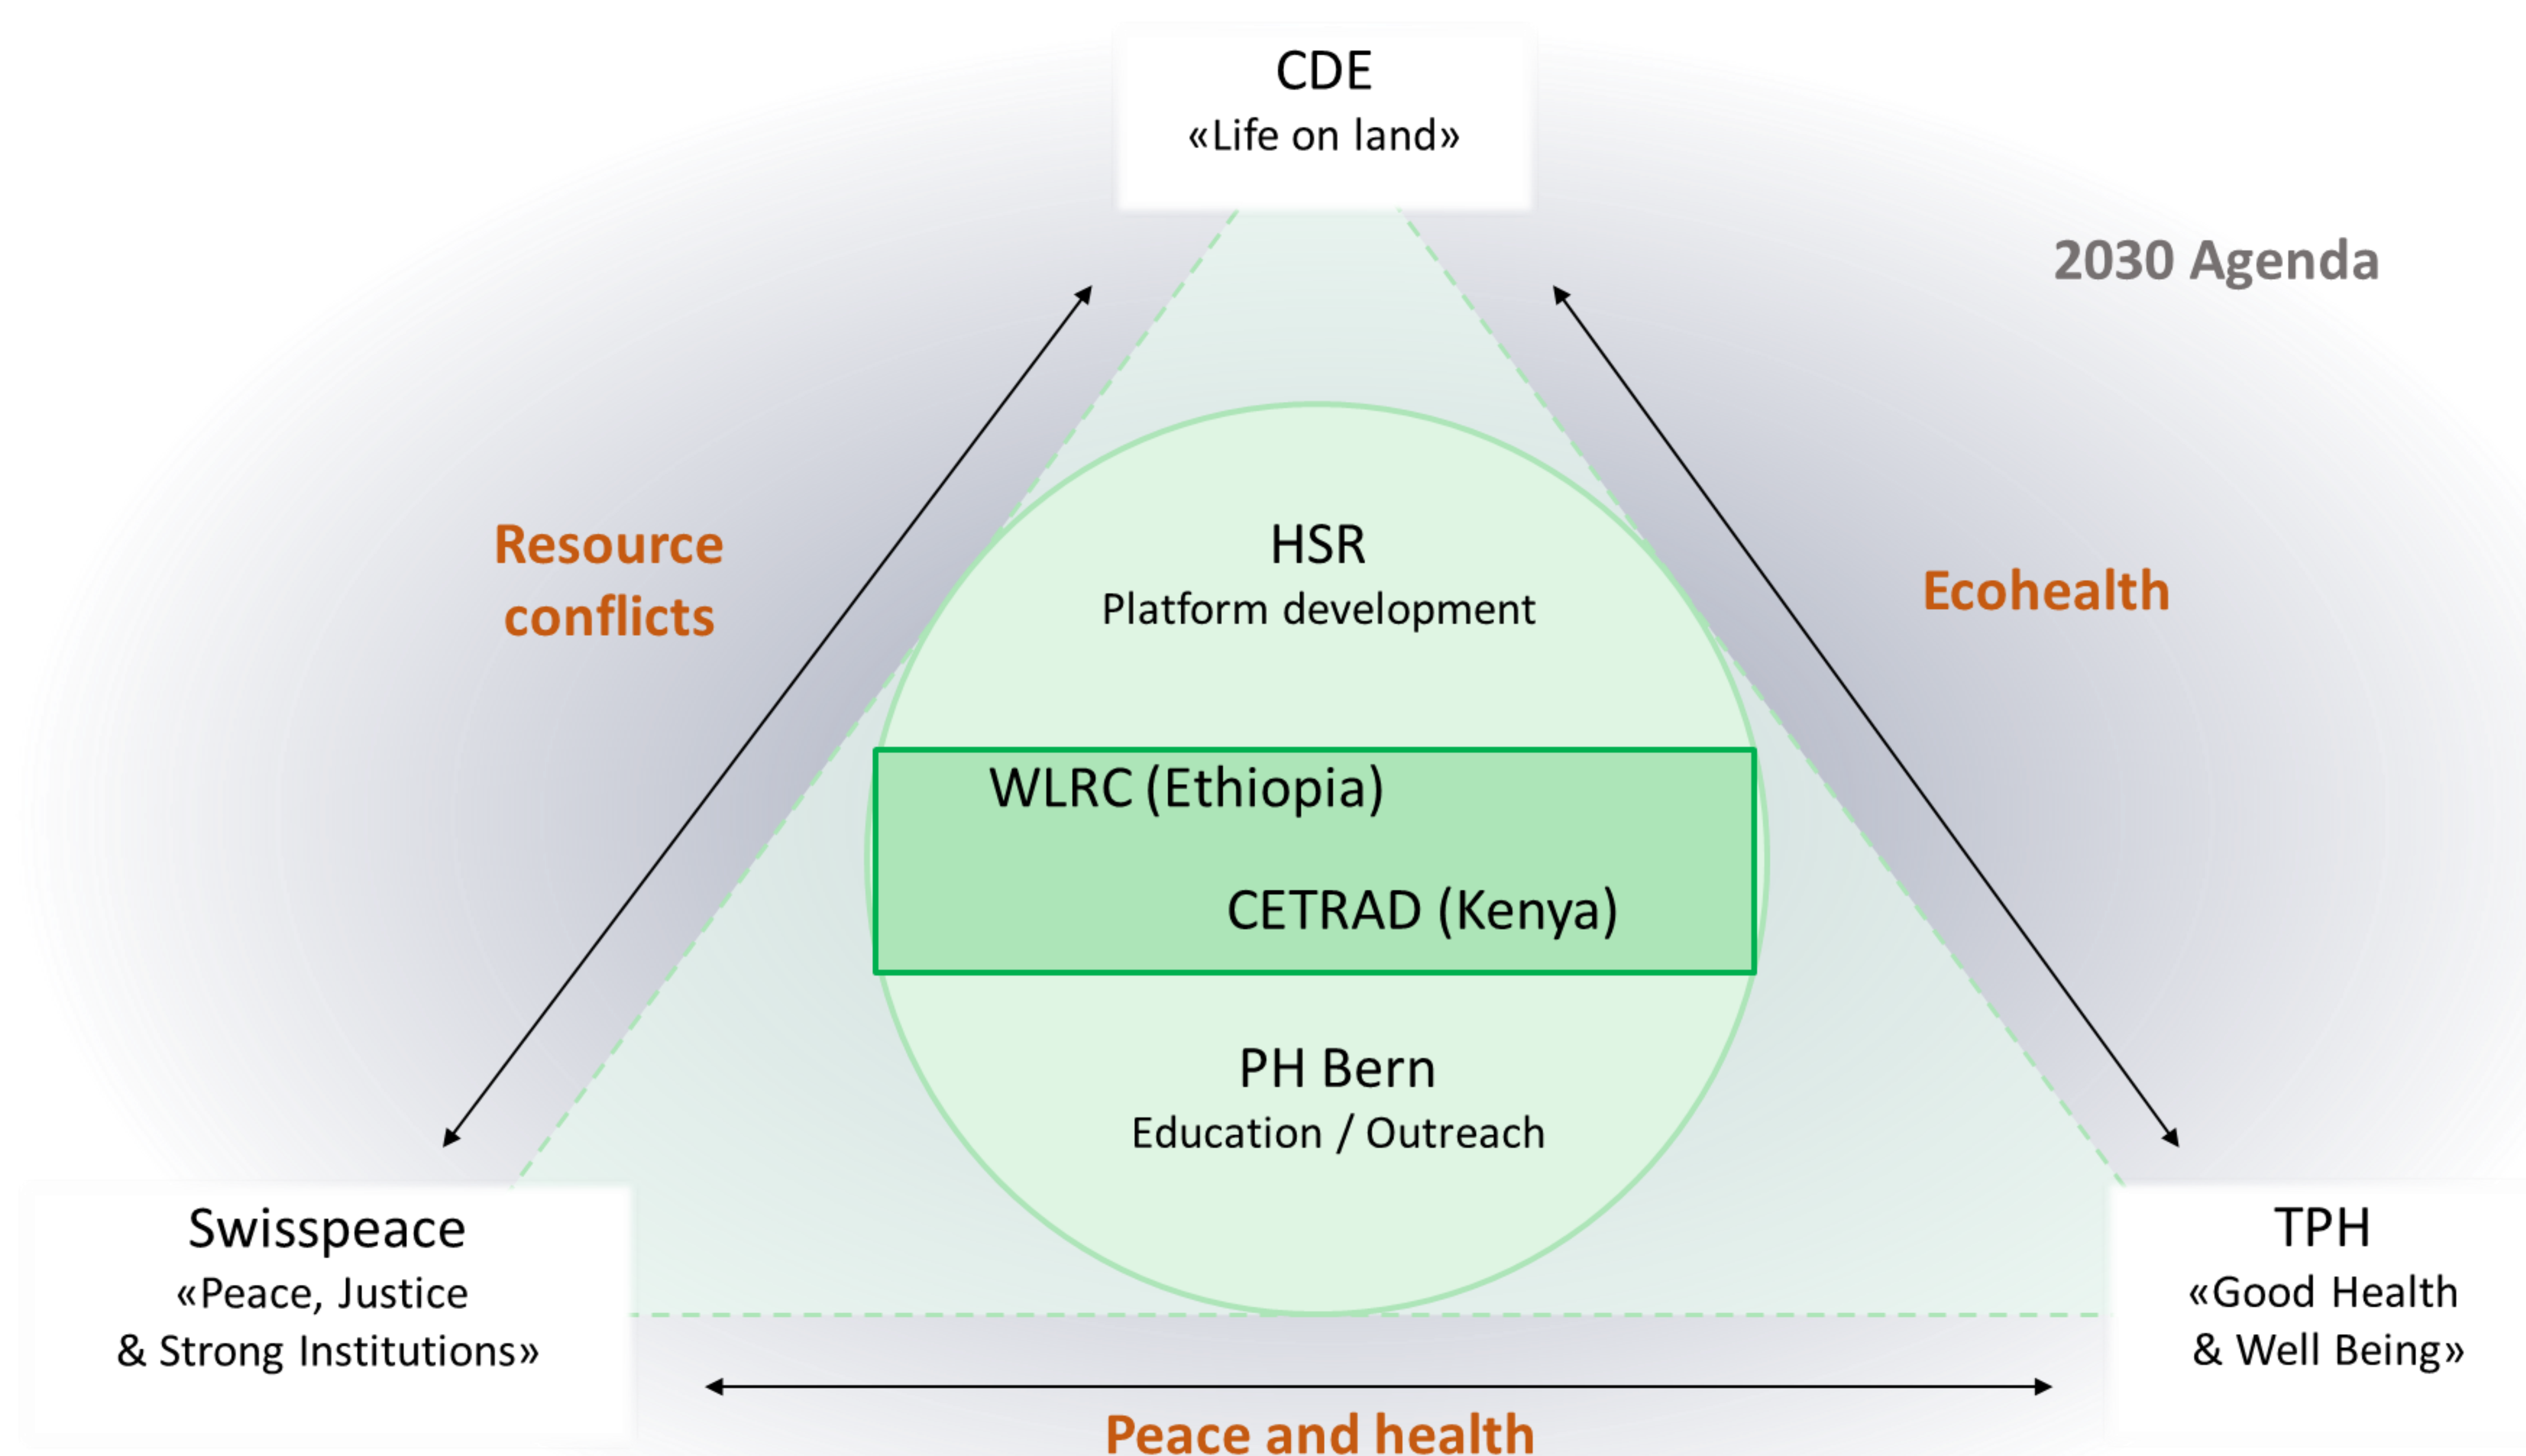 CDE
«Life on land»
2030 Agenda
Resource
conflicts
Ecohealth
HSR
Platform development
WLRC (Ethiopia)
CETRAD (Kenya)
PH Bern
Education / Outreach
Swisspeace
«Peace, Justice
& Strong Institutions»
TPH
«Good Health
& Well Being»
Peace and health